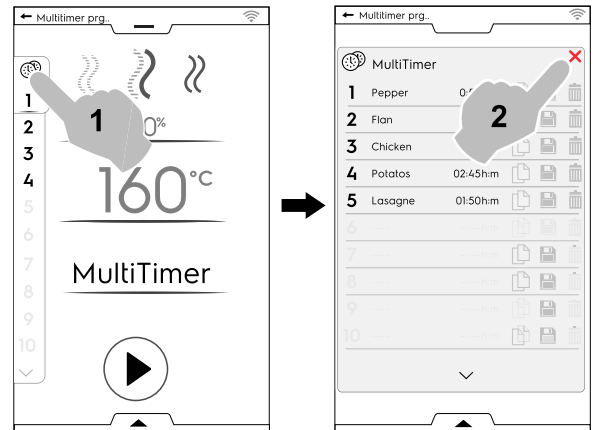 Multitimer prg..
1
2
3
4
5
6
7
8
9
10
1
0%
160°C
MultiTimer
Multitimer prg..
MultiTimer
2
1 Pepper
2 Flan
3 Chicken
4 Potatos 02:45h:m
5 Lasagne 01:50h:m
6
7
8
9
10